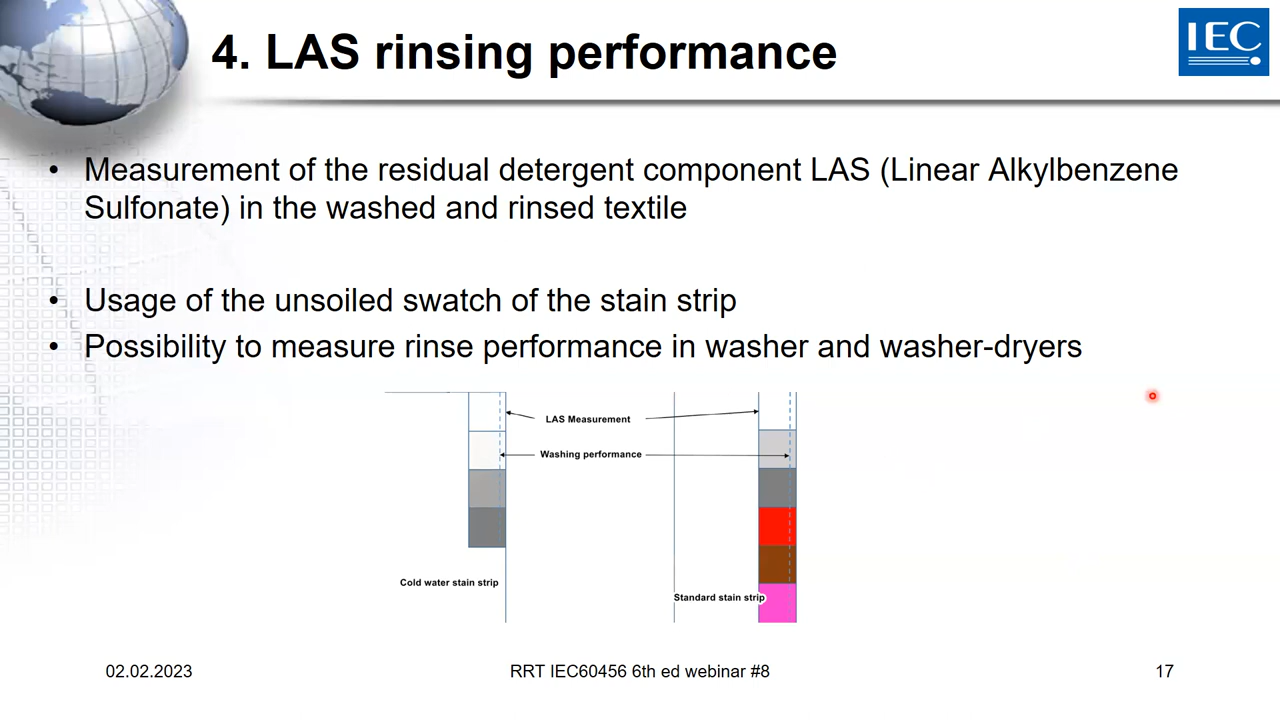 4. LAS rinsing performance
IEC
• Measurement of the residual detergent component LAS (Linear Alkylbenzene
Sulfonate) in the washed and rinsed textile
• Usage of the unsoiled swatch of the stain strip
• Possibility to measure rinse performance in washer and washer-dryers
LAS Measurement
Washing performance
Cold water stain strip
Standard stain strip
02.02.2023
RRT IEC60456 6th ed webinar #8
17